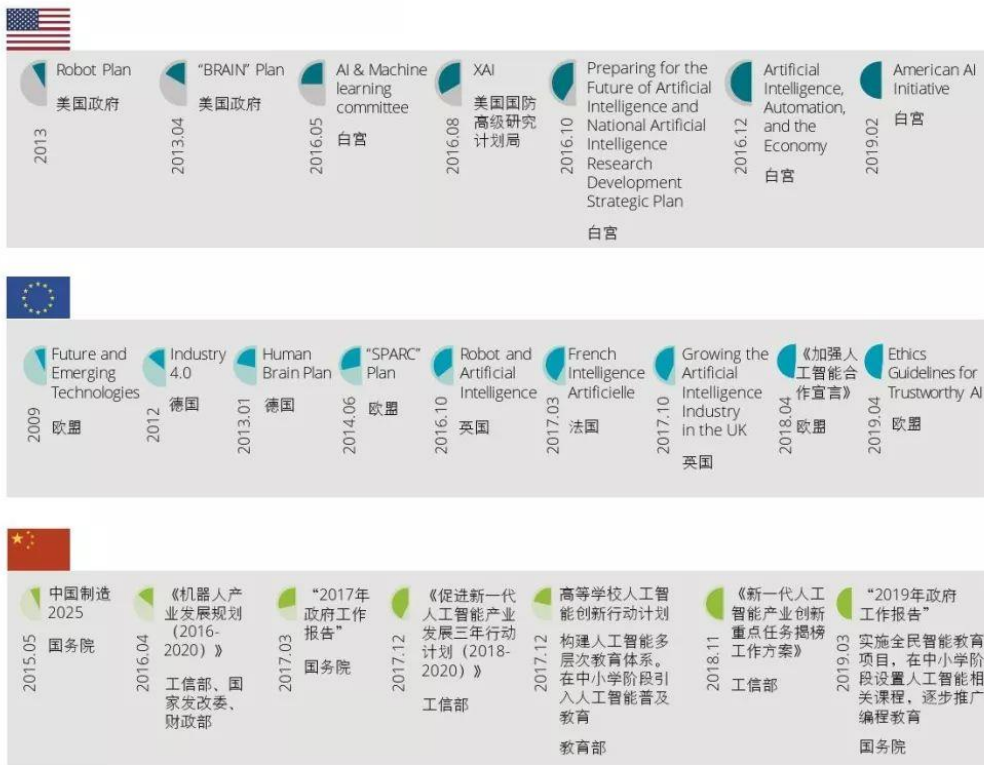 Robot Plan
美国政府
2013
“BRAIN” Plan
美国政府
2013.04
AI & Machine
learning
committee
白宫
2016.05
XAI
美国国防
高级研究
计划局
2016.08
Preparing for the
Future of Artificial
Intelligence and
National Artificial
Intelligence
Research
Development
Strategic Plan
白宫
2016.10
Artificial
Intelligence,
Automation,
and the
Economy
白宫
2016.12
American AI
Initiative
白宫
2019.02
Future and
Emerging
Technologies
欧盟
2009
Industry
4.0
德国
2012
Human
Brain Plan
德国
2013.01
“SPARC”
Plan
欧盟
2014.06
Robot and
Artificial
Intelligence
英国
2016.10
French
Intelligence
Artificielle
法国
2017.03
Growing the
Artificial
Intelligence
Industry
in the UK
英国
2017.10
《加强人
工智能合
作宣言》
欧盟
2018.04
Ethics
Guidelines for
Trustworthy AI
欧盟
2019.04
中国制造
2025
国务院
2015.05
《机器人产
业发展规划
(2016-
2020)》
工信部、国
家发改委、
财政部
2016.04
“2017年
政府工作
报告”
国务院
2017.03
《促进新一代
人工智能产业
发展三年行动
计划(2018-
2020)》
工信部
2017.12
高等学校人工智
能创新行动计划
构建人工智能多
层次教育体系。
在中小学阶段引
入人工智能普及
教育
教育部
2017.12
《新一代人工
智能产业创新
重点任务揭榜
工作方案》
工信部
2018.11
“2019年政府
工作报告”
实施全民智能教育
项目，在中小学阶
段设置人工智能相
关课程，逐步推广
编程教育
国务院
2019.03